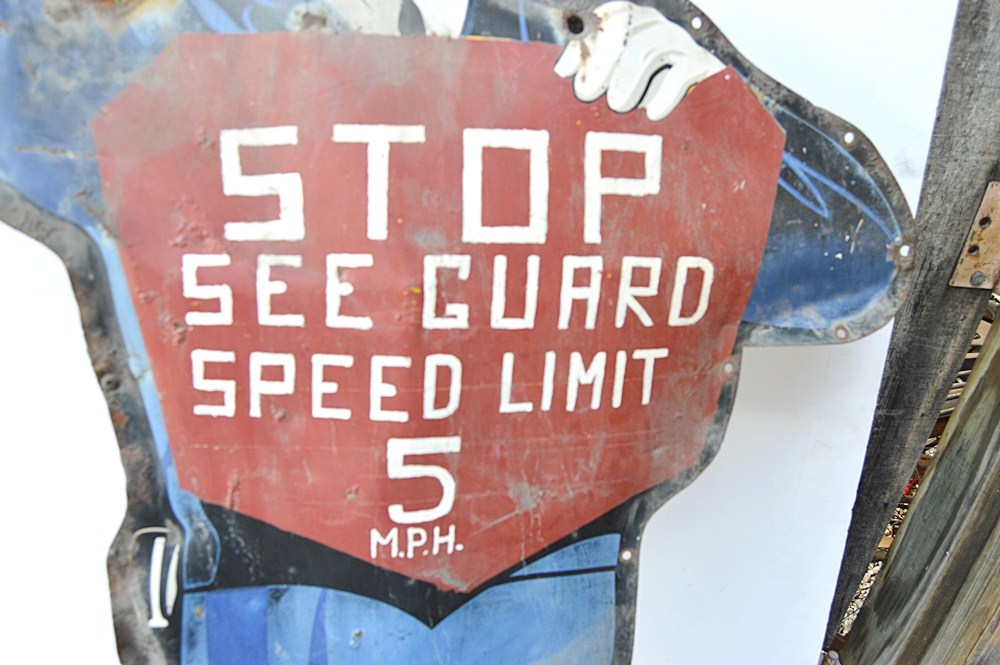 STOP
SEE GUARD
SPEED LIMIT
5
M.P.H.